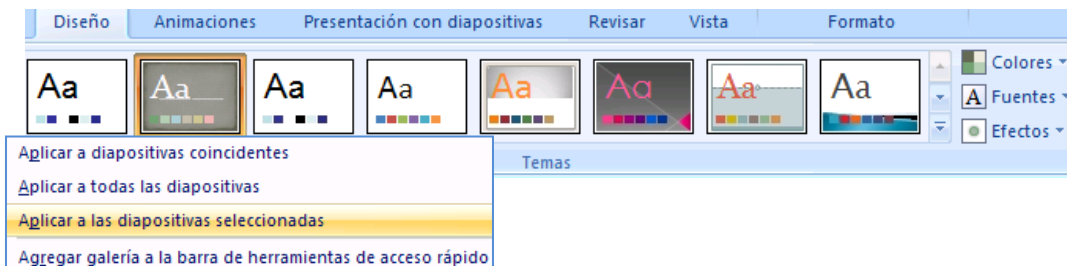 Diseño Animaciones Presentación con diapositivas Revisar Vista Formato
Aa Aa Aa Aa Aa Aa Aa Aa
Colores
A Fuentes
Efectos
Temas
Aplicar a diapositivas coincidentes
Aplicar a todas las diapositivas
Aplicar a las diapositivas seleccionadas
Agregar galería a la barra de herramientas de acceso rápido